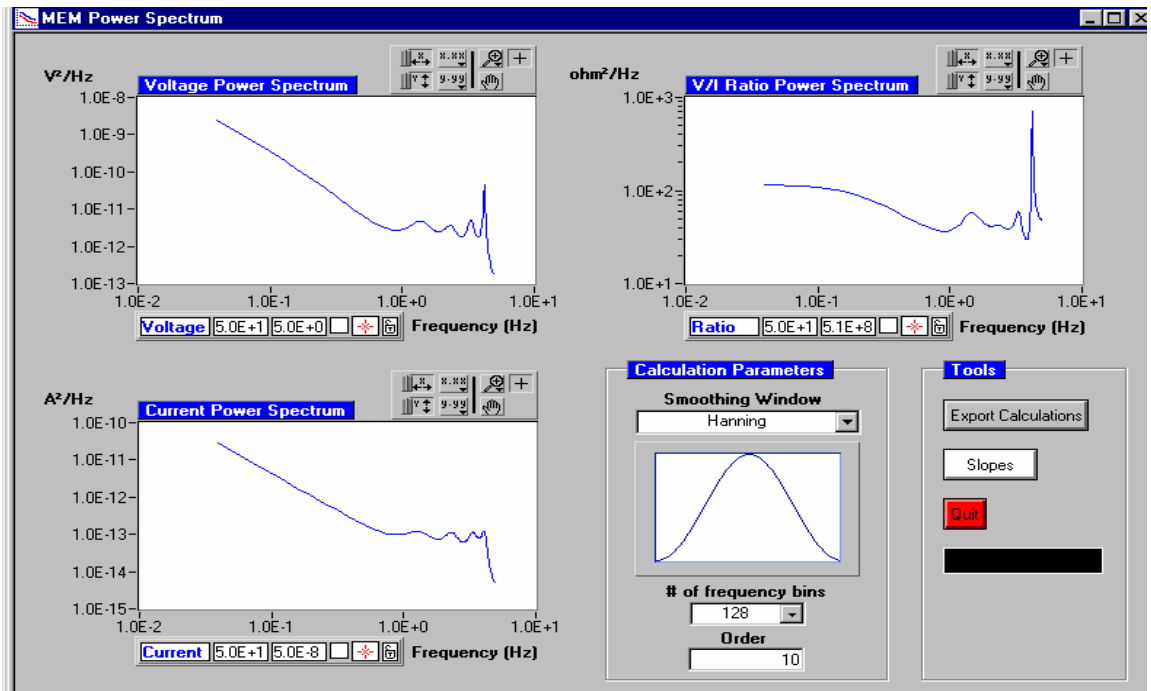 MEM Power Spectrum
V²/Hz
Voltage Power Spectrum
x.xx
y.yy
1.0E-8
1.0E-9
1.0E-10
1.0E-11
1.0E-12
1.0E-13
1.0E-2 1.0E-1 1.0E+0 1.0E+1
Voltage 5.0E+1 5.0E+0 Frequency (Hz)
ohm²/Hz
V/I Ratio Power Spectrum
x.xx
y.yy
1.0E+3
1.0E+2
1.0E+1
1.0E-2 1.0E-1 1.0E+0 1.0E+1
Ratio 5.0E+1 5.1E+8 Frequency (Hz)
A²/Hz
Current Power Spectrum
x.xx
y.yy
1.0E-10
1.0E-11
1.0E-12
1.0E-13
1.0E-14
1.0E-15
1.0E-2 1.0E-1 1.0E+0 1.0E+1
Current 5.0E+1 5.0E-8 Frequency (Hz)
Calculation Parameters
Smoothing Window
Hanning
# of frequency bins
128
Order
10
Tools
Export Calculations
Slopes
Quit